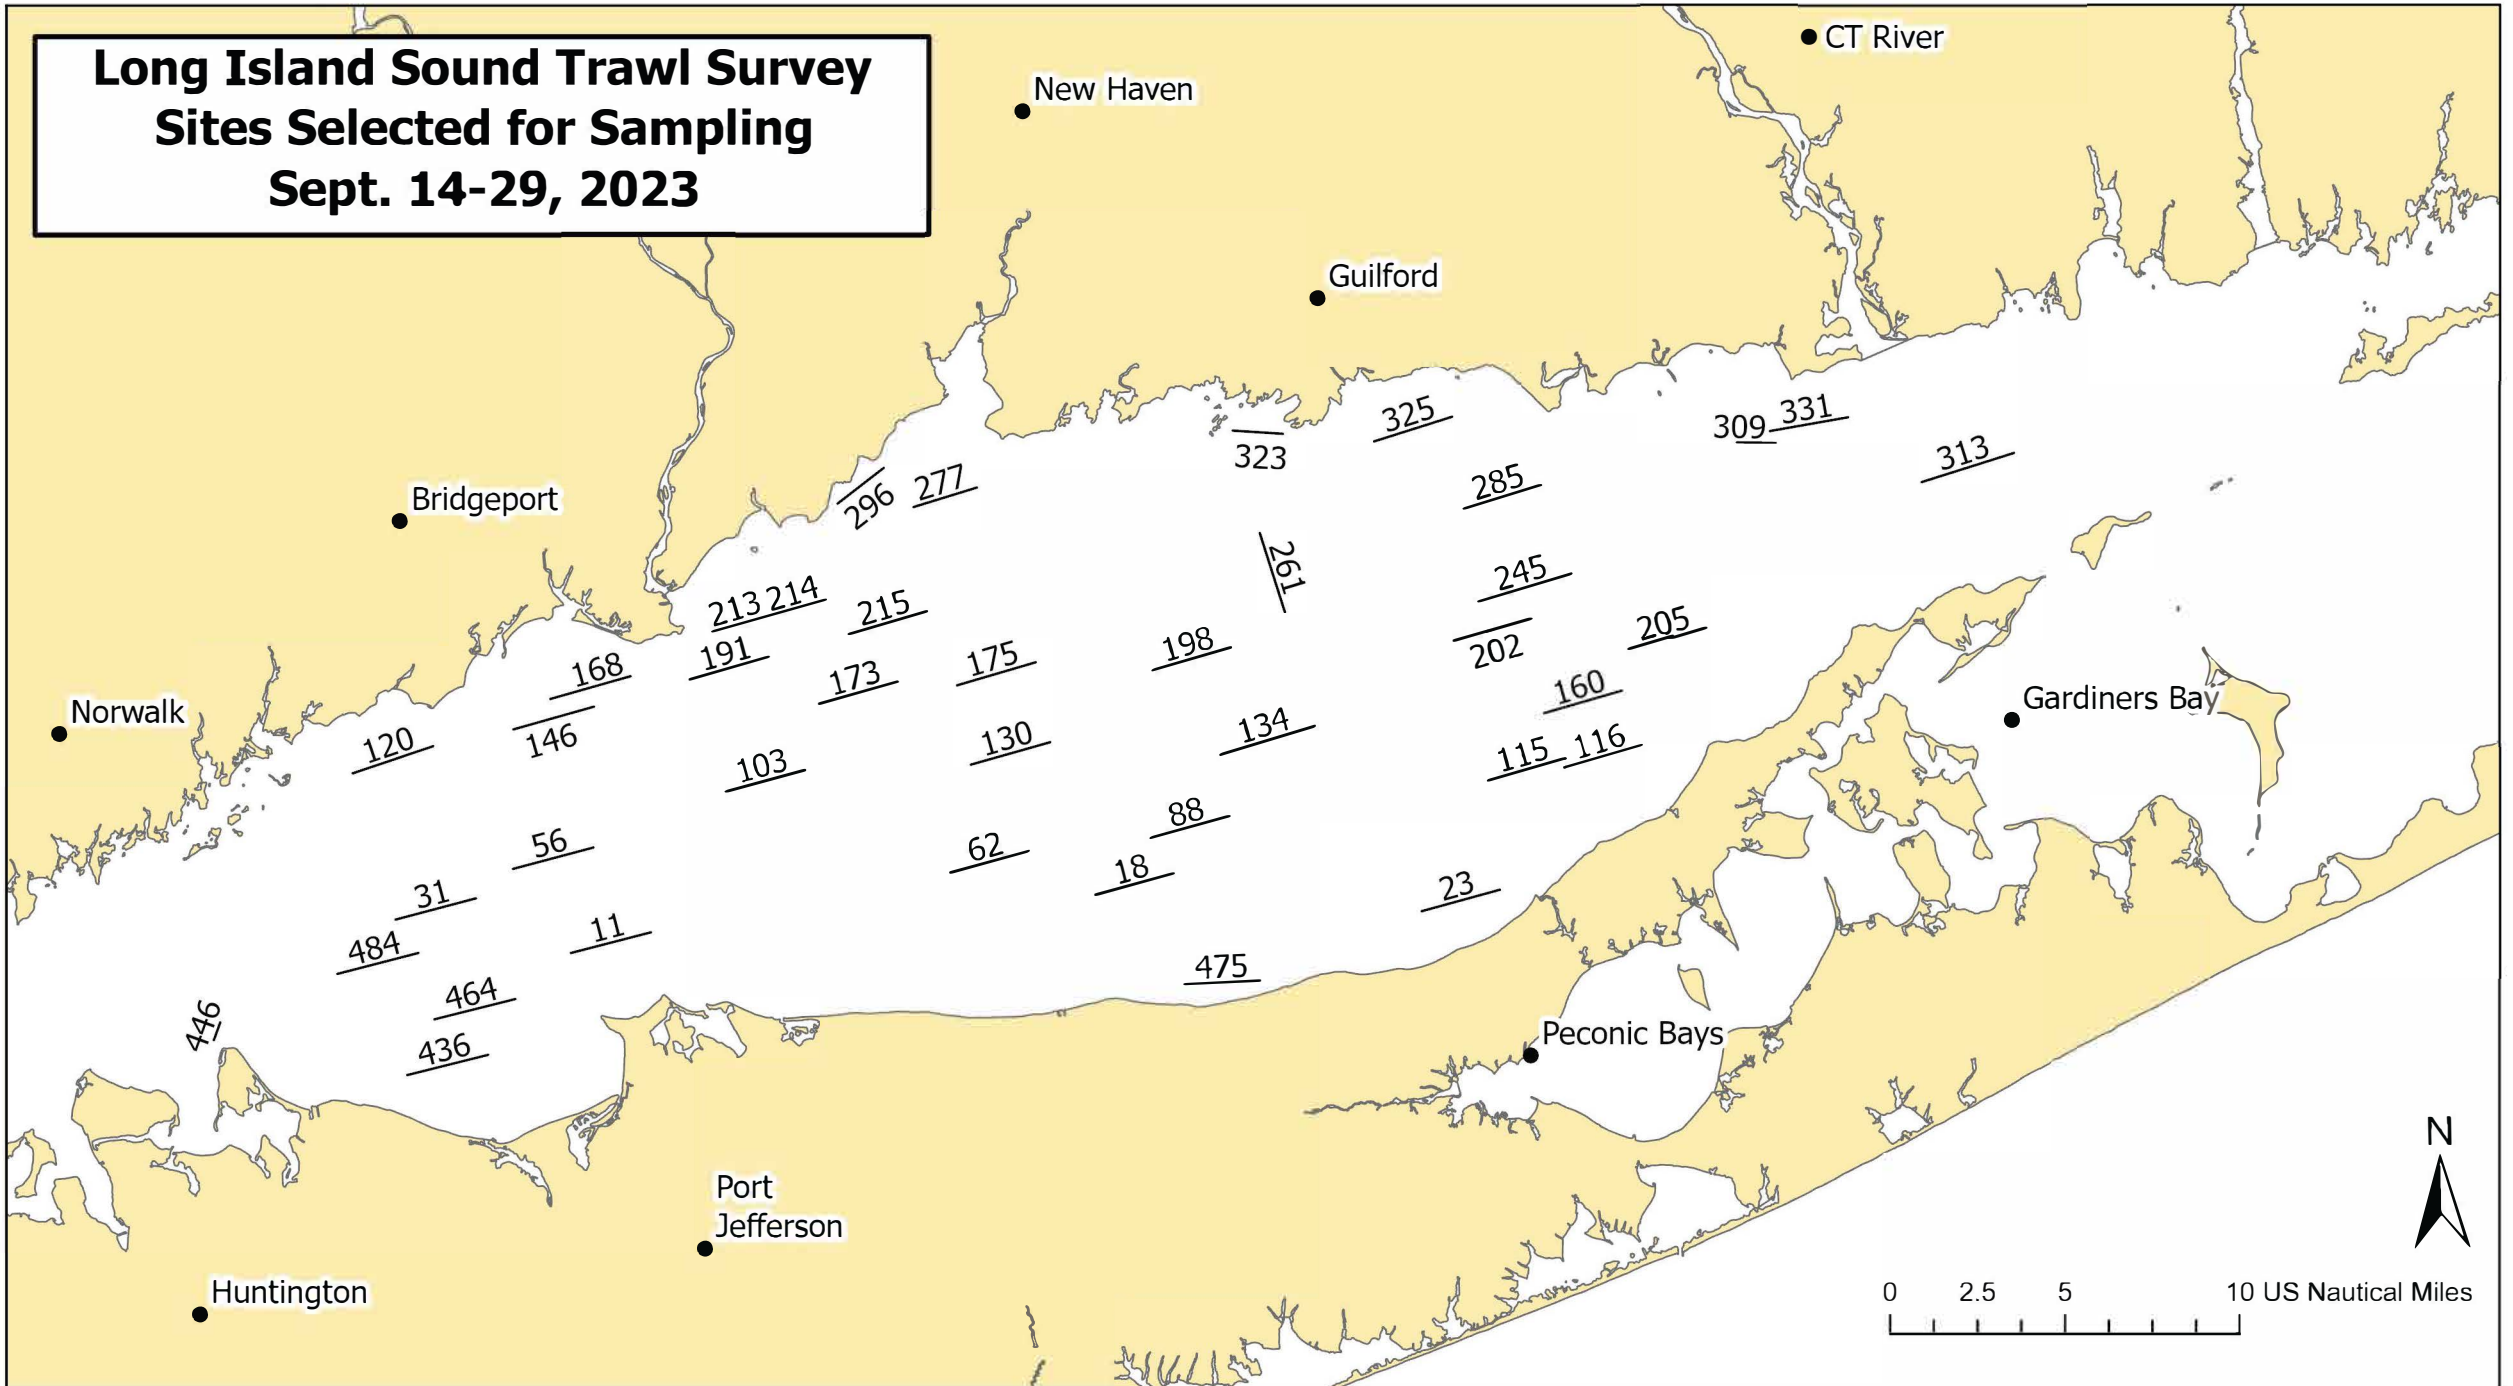 Long Island Sound Trawl Survey
Sites Selected for Sampling
Sept. 14-29, 2023
CT River
New Haven
Guilford
325
309
331
323
313
296
277
285
Bridgeport
261
245
213 214
215
205
191
198
202
168
173
175
160
Gardiners Bay
Norwalk
120
146
130
134
115
116
103
88
56
62
18
31
23
11
484
475
464
446
436
Peconic Bays
N
Port
Jefferson
Huntington
0 2.5 5 10 US Nautical Miles